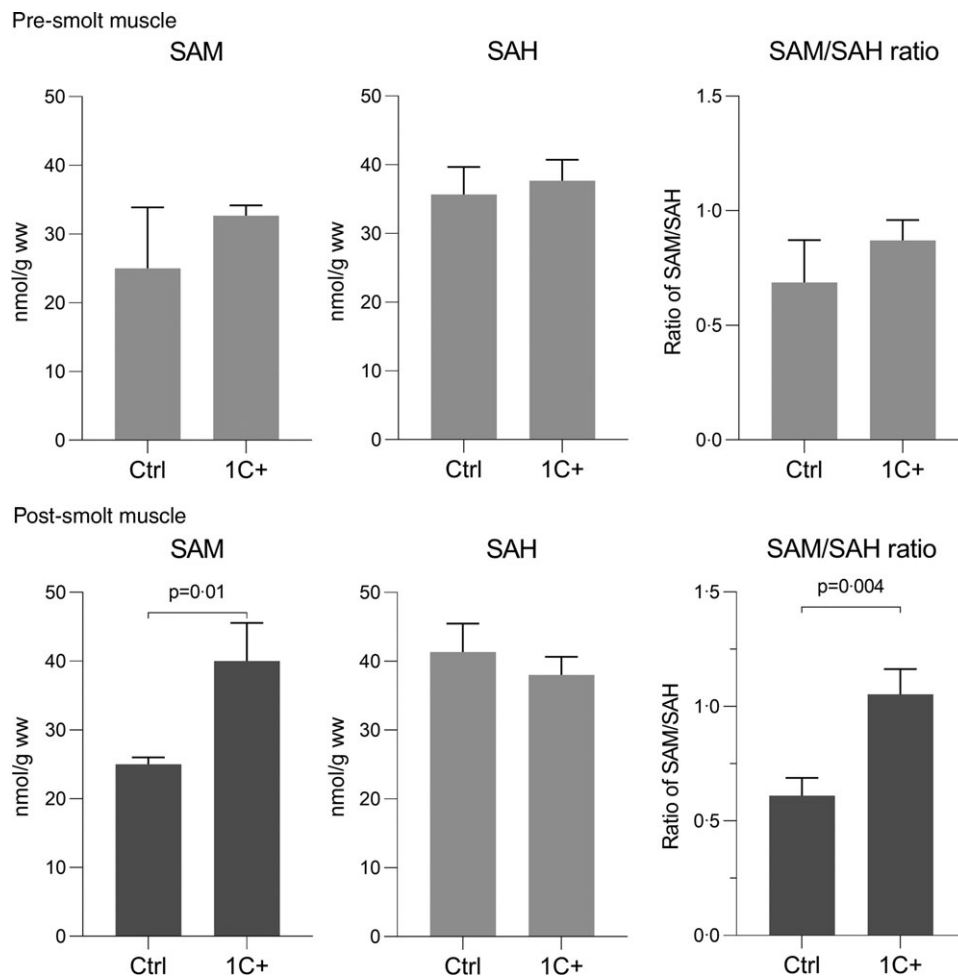 Pre-smolt muscle
SAM
SAH
SAM/SAH ratio
nmol/g ww
50
40
30
20
10
0
Ctrl 1C+
nmol/g ww
50
40
30
20
10
0
Ctrl 1C+
Ratio of SAM/SAH
1·5
1·0
0·5
0·0
Ctrl 1C+
Post-smolt muscle
SAM
SAH
SAM/SAH ratio
nmol/g ww
50
40
30
20
10
0
p=0·01
Ctrl 1C+
nmol/g ww
50
40
30
20
10
0
Ctrl 1C+
Ratio of SAM/SAH
1·5
1·0
0·5
0·0
p=0·004
Ctrl 1C+